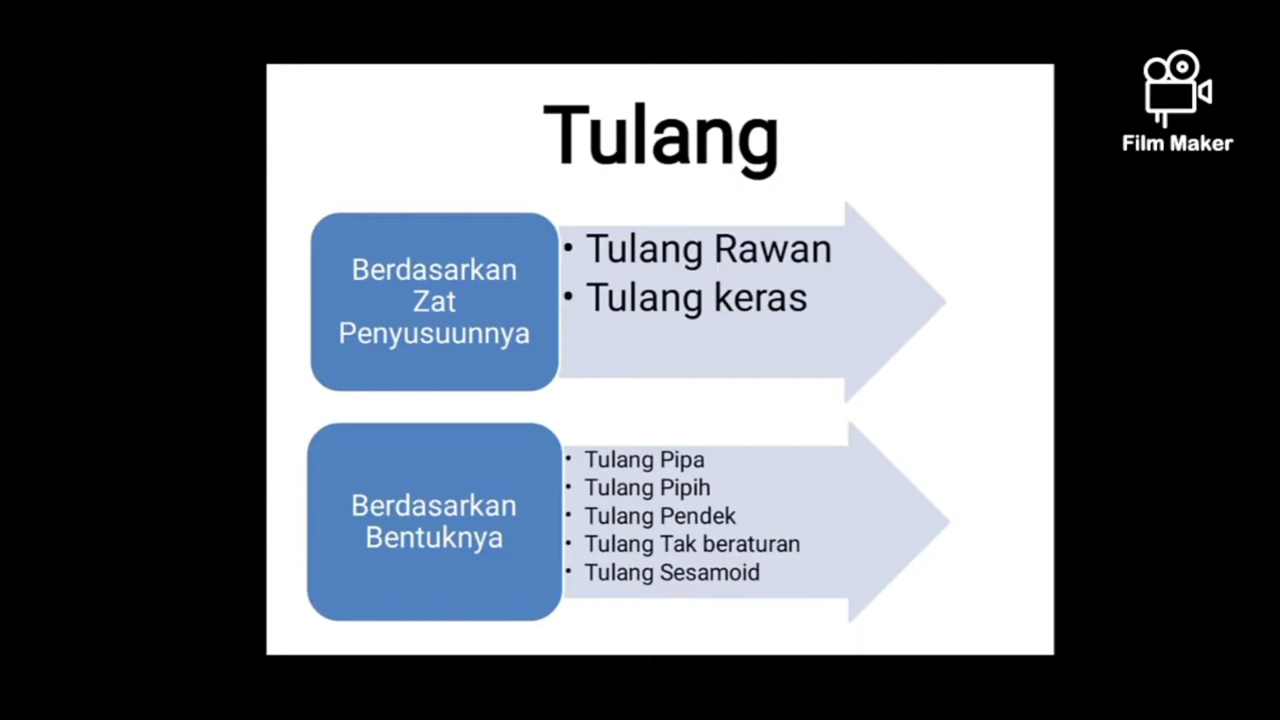 Tulang
Film Maker
Berdasarkan
Zat
Penyusuunnya
• Tulang Rawan
• Tulang keras
Berdasarkan
Bentuknya
• Tulang Pipa
• Tulang Pipih
• Tulang Pendek
• Tulang Tak beraturan
• Tulang Sesamoid